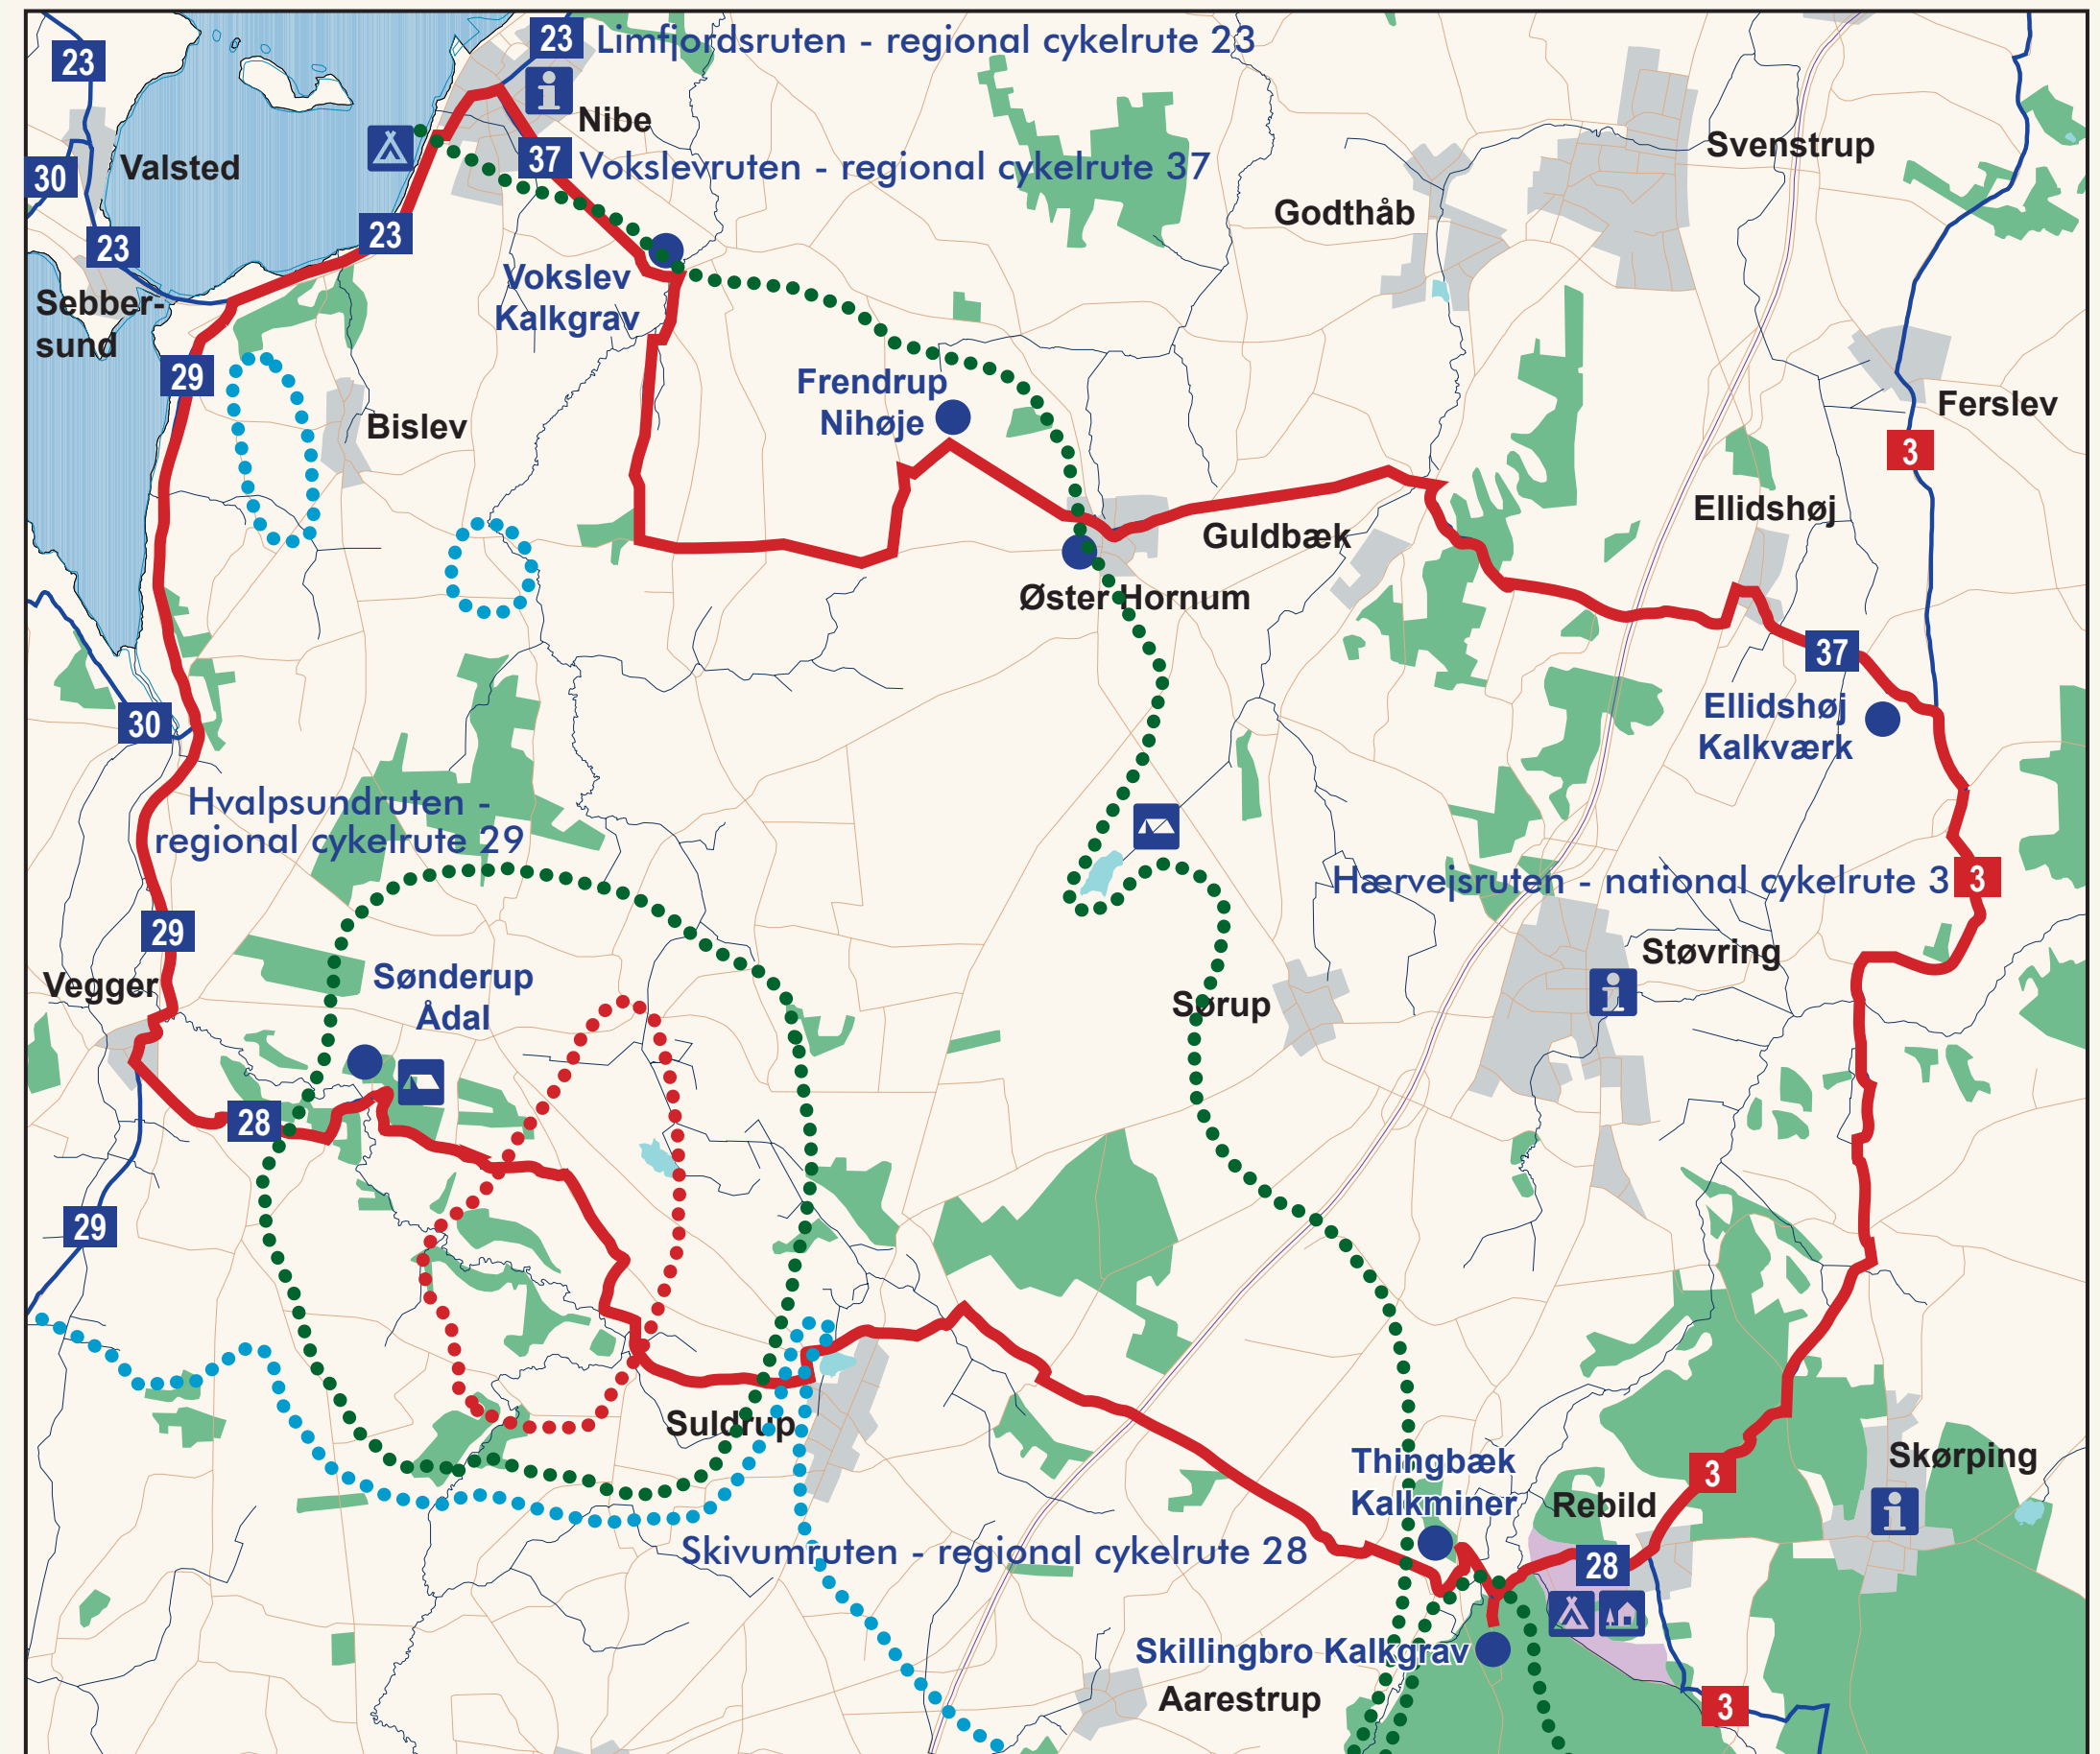 23 Limfjordsruten - regional cykelrute 23
23
i
Nibe
Svenstrup
37 Vokslevruten - regional cykelrute 37
Valsted
30
Godthåb
23
23
Vokslev
Kalkgrav
Sebber-
sund
29
Frendrup
Nihøje
Ferslev
Bislev
3
Ellidshøj
Guldbæk
Øster Hornum
37
Ellidshøj
Kalkværk
30
Hvalpsundruten -
regional cykelrute 29
Hærvejsruten - national cykelrute 3 3
29
Støvring
Vegger
Sønderup
Ådal
i
Sørup
28
29
Suldrup
Thingbæk
Kalkminer
Skørping
3
Rebild
i
Skivumruten - regional cykelrute 28
28
Skillingbro Kalkgrav
Aarestrup
3